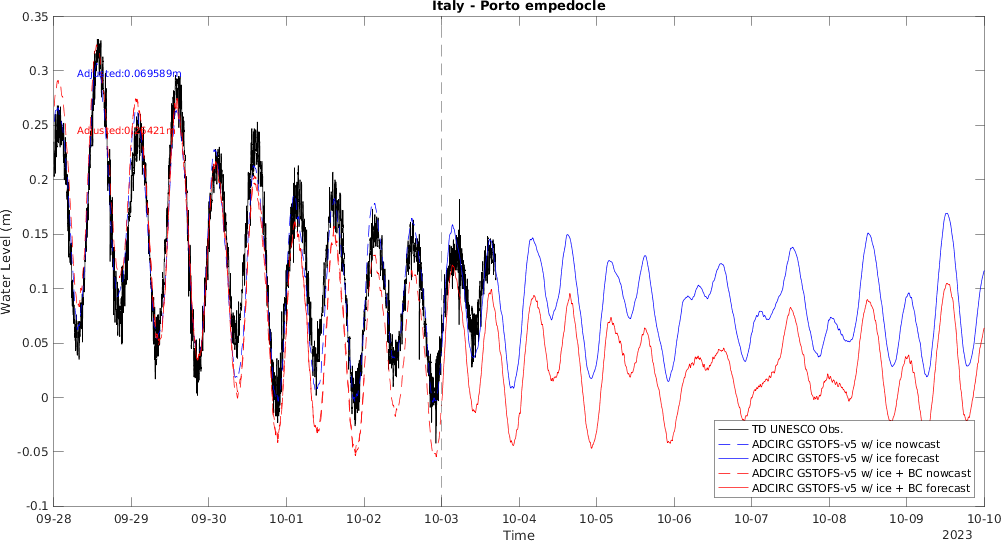 Italy - Porto empedocle
0.35
0.3
0.25
0.2
0.15
0.1
0.05
0
-0.05
-0.1
Water Level (m)
Adjusted:0.069589m
09-28
09-29
09-30
10-01
10-02
10-03
10-04
10-05
10-06
10-07
10-08
10-09
10-10
Time
2023
TD UNESCO Obs.
ADCIRC GSTOFS-v5 w/ ice nowcast
ADCIRC GSTOFS-v5 w/ ice forecast
ADCIRC GSTOFS-v5 w/ ice + BC nowcast
ADCIRC GSTOFS-v5 w/ ice + BC forecast